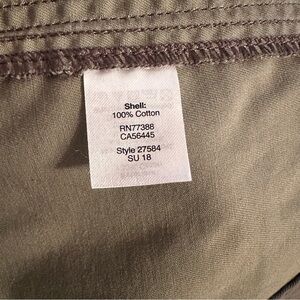 Shell:
100% Cotton
RN77388
CA56445
Style 27584
SU 18